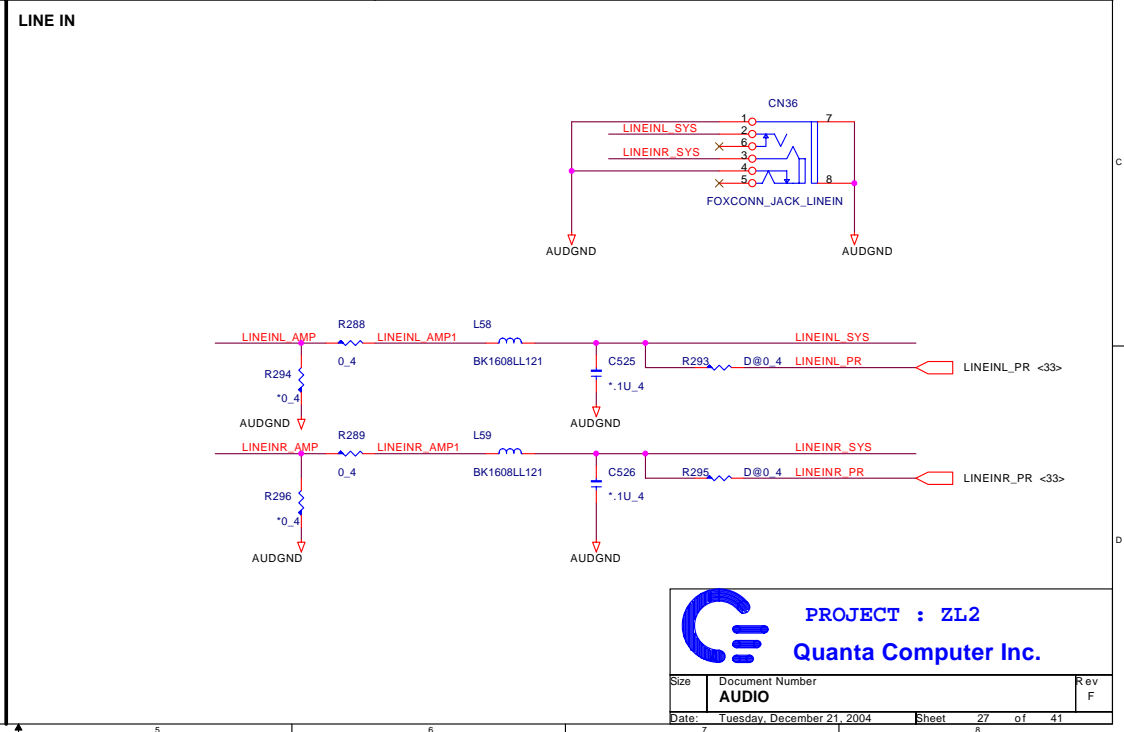 LINE IN
CN36
1
7
LINEINL_SYS
2
6
LINEINR_SYS
3
4
5
8
FOXCONN_JACK_LINEIN
AUDGND
AUDGND
C
LINEINL_AMP
R288
LINEINL_AMP1
L58
LINEINL_SYS
0_4
BK1608LL121
C525
R293
D@0_4
LINEINL_PR
LINEINL_PR <33>
R294
*0_4
*.1U_4
AUDGND
AUDGND
LINEINR_AMP
R289
LINEINR_AMP1
L59
LINEINR_SYS
0_4
BK1608LL121
C526
R295
D@0_4
LINEINR_PR
LINEINR_PR <33>
R296
*0_4
*.1U_4
AUDGND
AUDGND
D
PROJECT : ZL2
Quanta Computer Inc.
Size
Document Number
Rev
AUDIO
F
Date:
Tuesday, December 21, 2004
Sheet
27 of 41
5
6
7
8